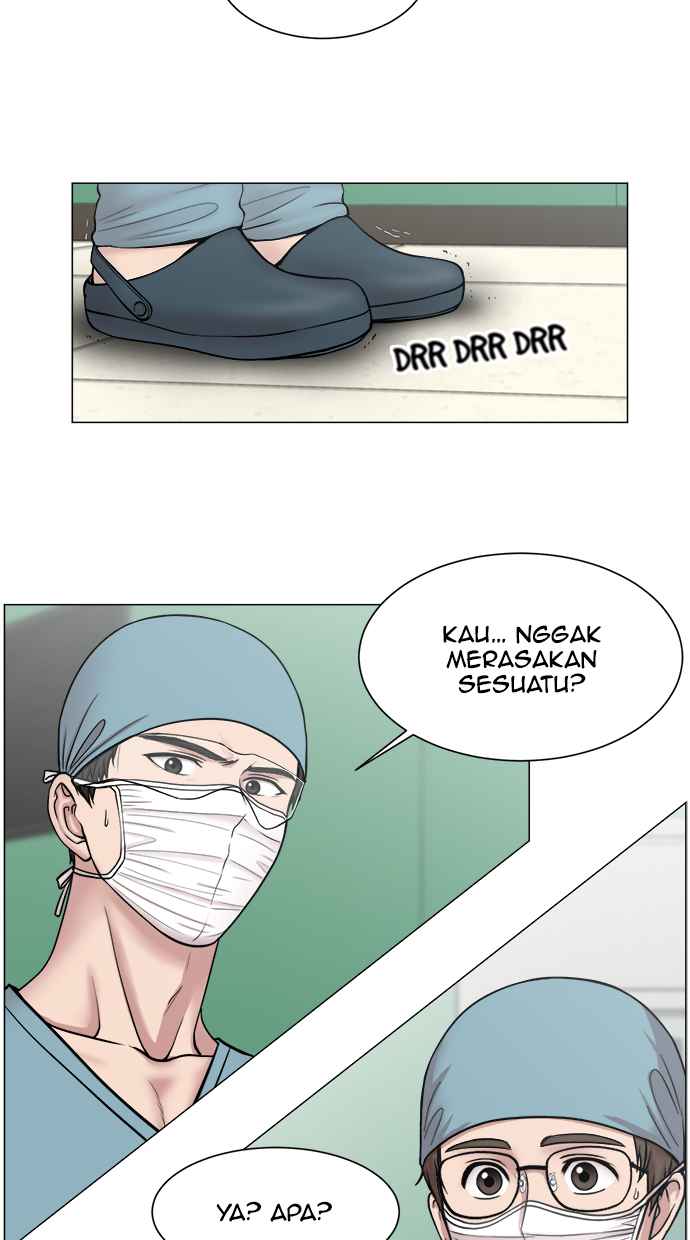 DRR DRR DRR
KAU... NGGAK
MERASAKAN
SESUATU?
YA? APA?